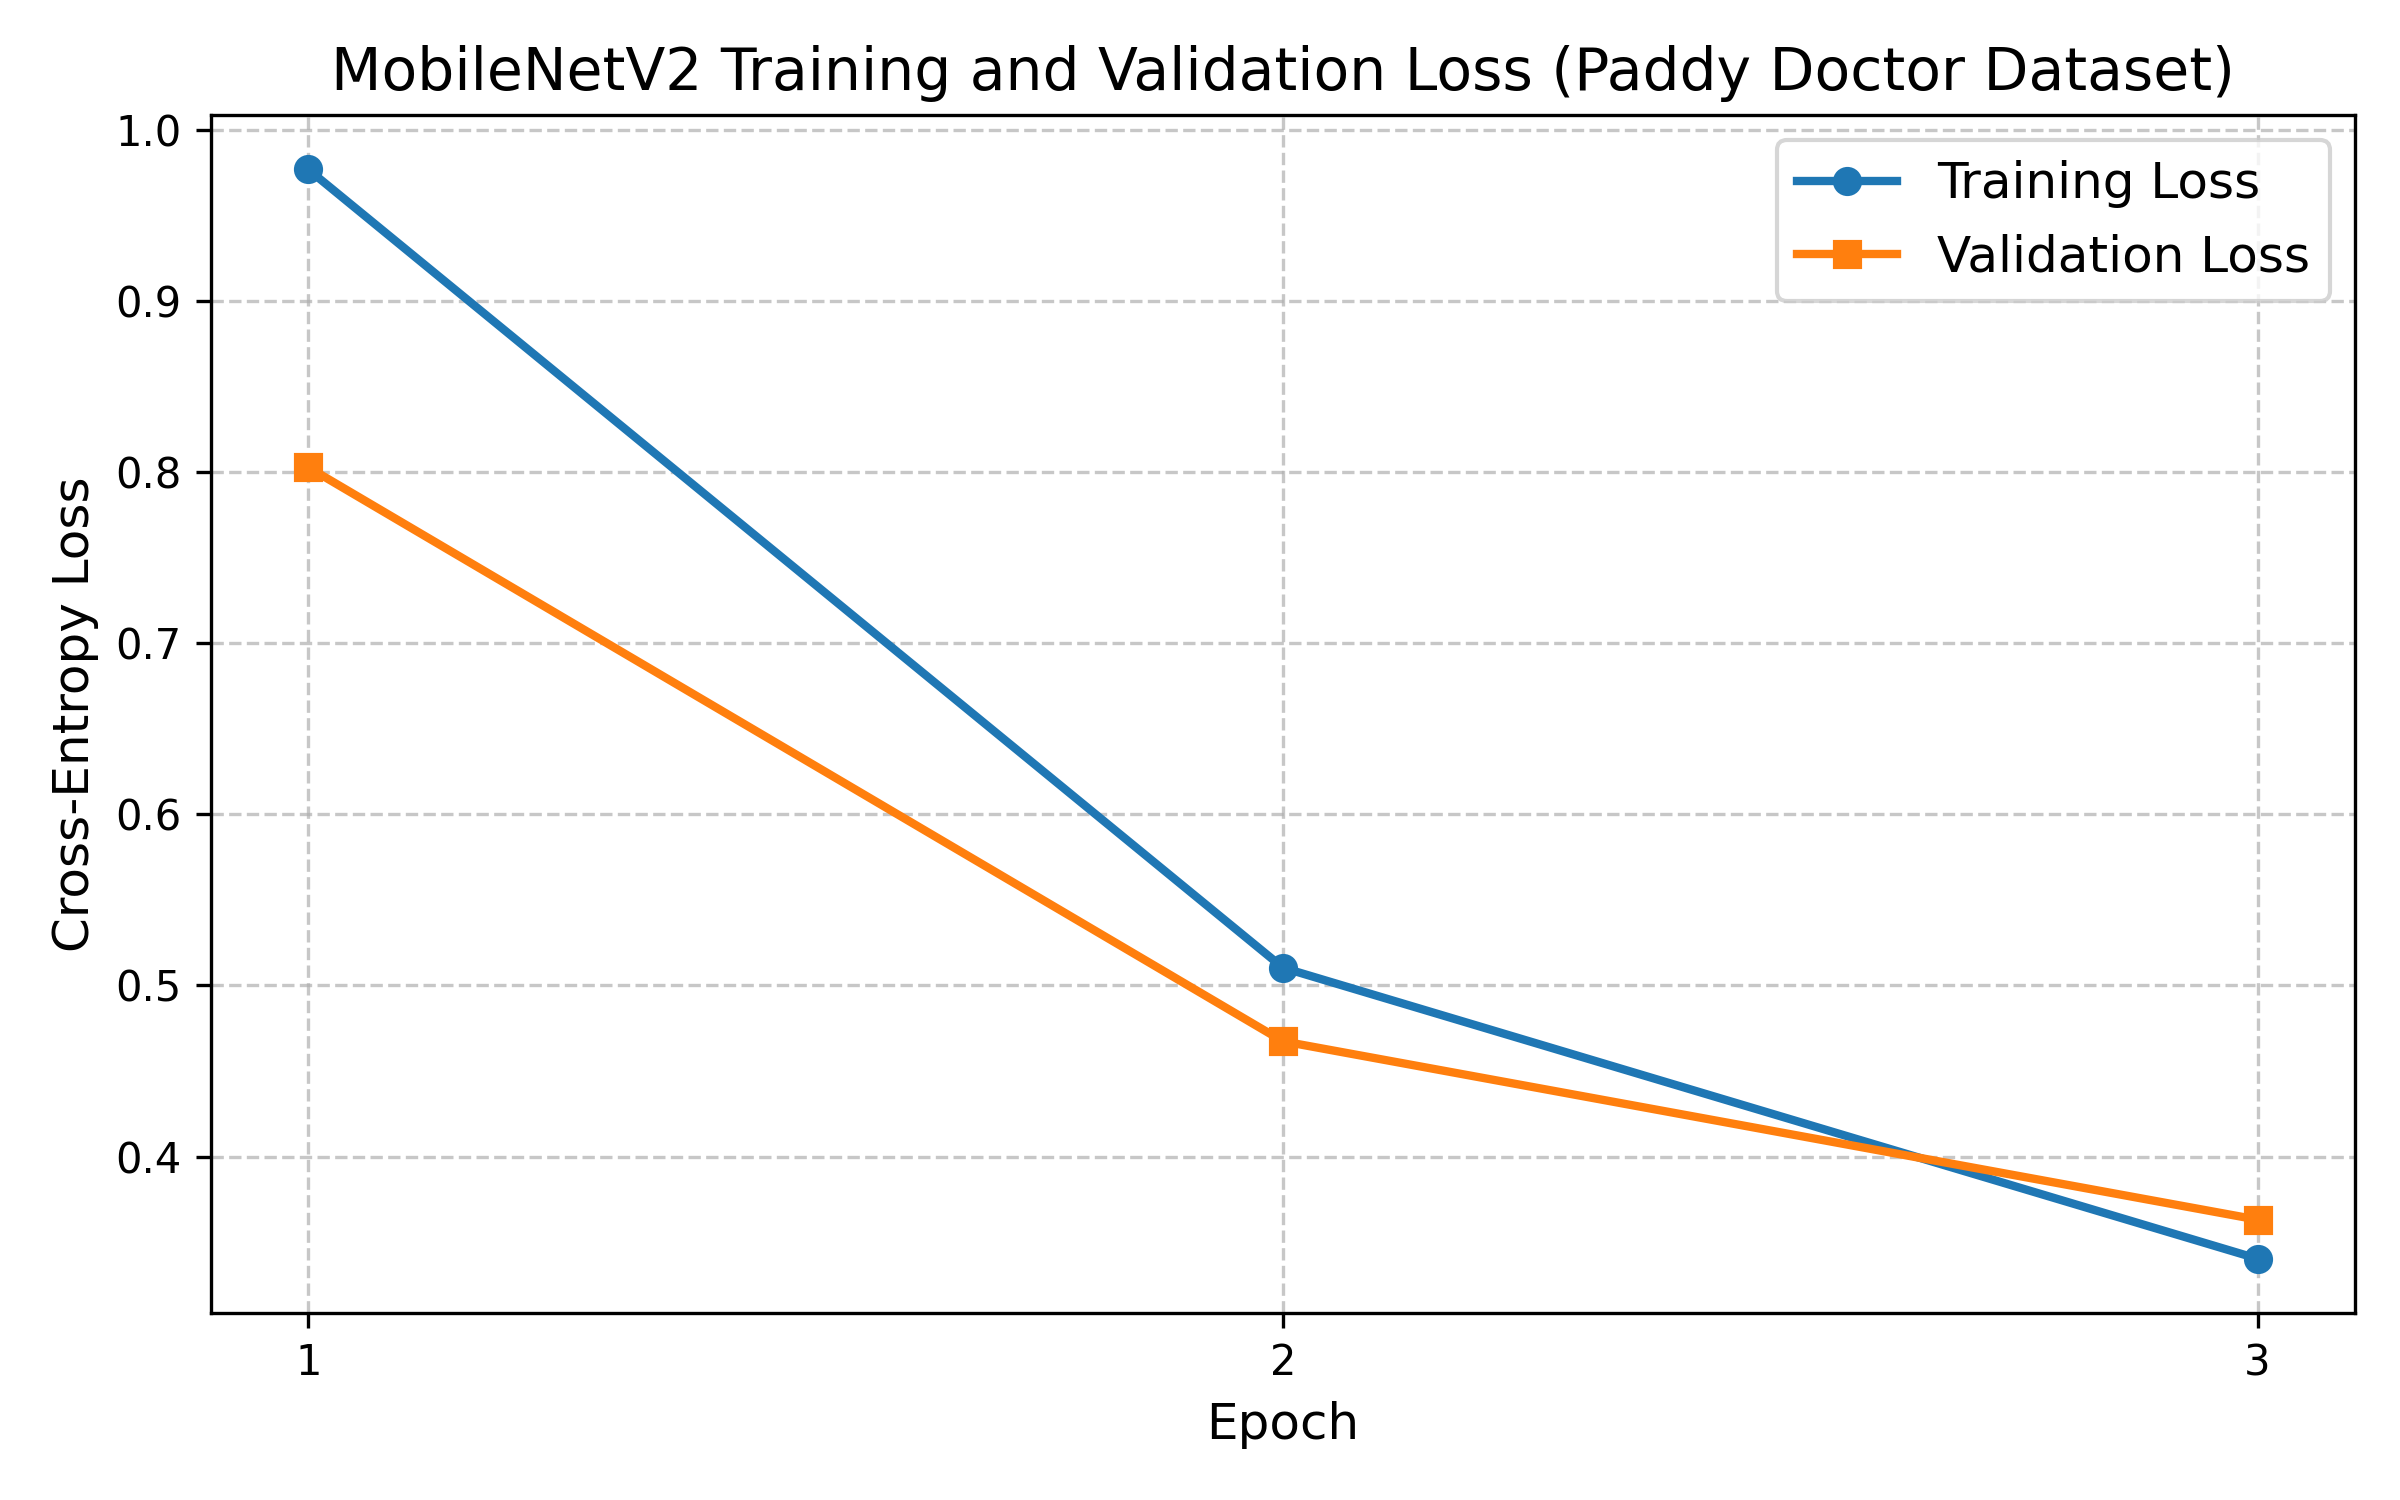 MobileNetV2 Training and Validation Loss (Paddy Doctor Dataset)
Training Loss
Validation Loss
Cross-Entropy Loss
1.0
0.9
0.8
0.7
0.6
0.5
0.4
1
2
3
Epoch